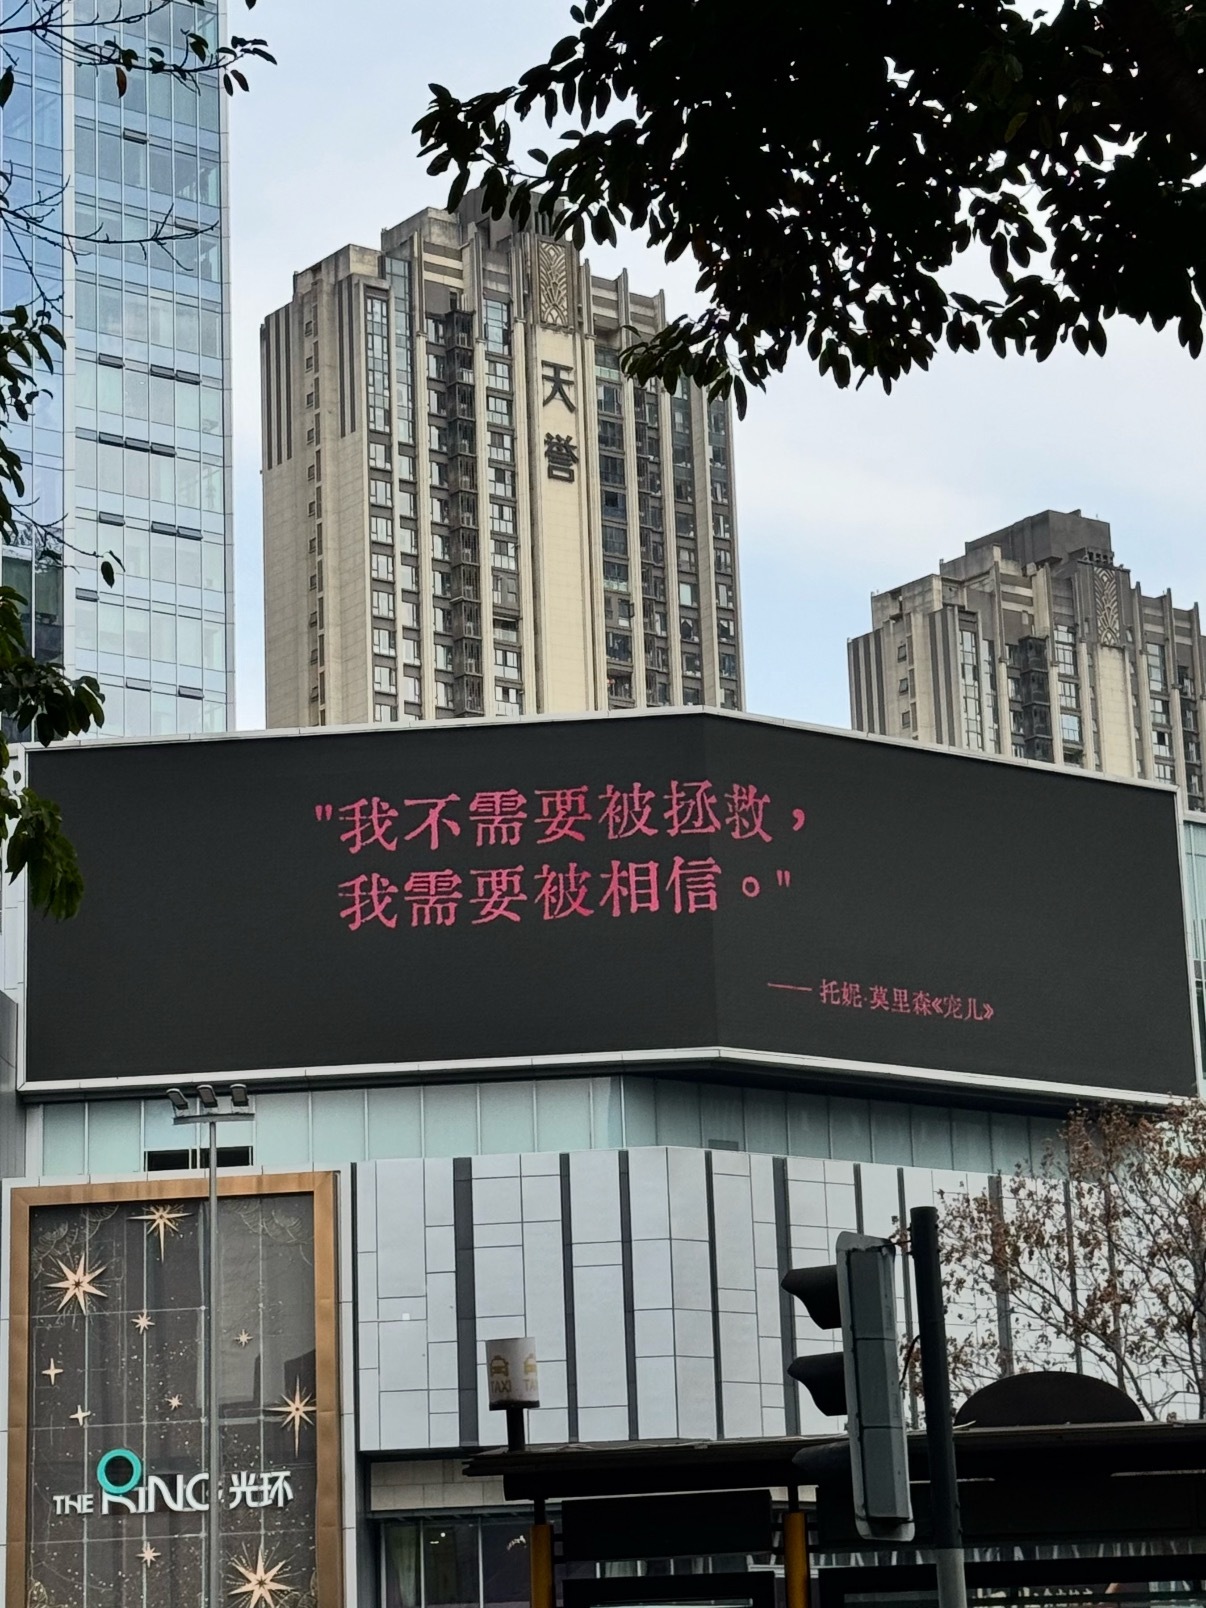 天
誉
"我不需要被拯救，
我需要被相信。"
—— 托妮·莫里森《宠儿》
THE RiNG 光环
TAXI